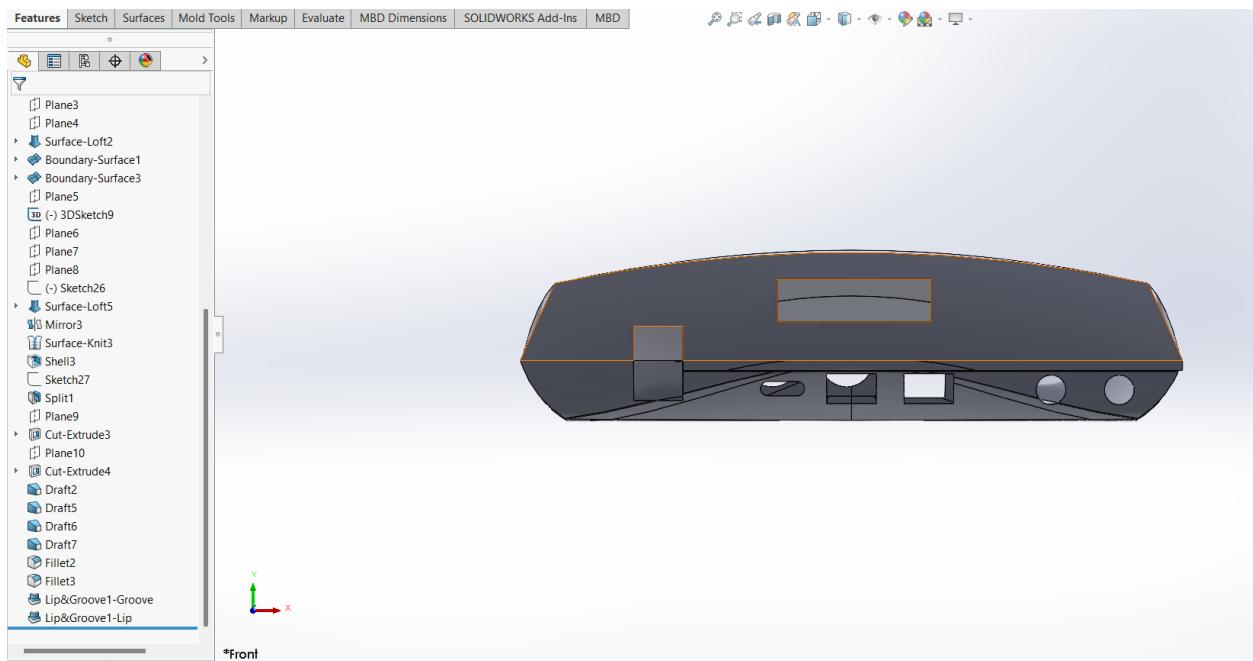 Features Sketch Surfaces Mold Tools Markup Evaluate MBD Dimensions SOLIDWORKS Add-Ins MBD
Plane3
Plane4
Surface-Loft2
Boundary-Surface1
Boundary-Surface3
Plane5
3D (-) 3DSketch9
Plane6
Plane7
Plane8
(-) Sketch26
Surface-Loft5
Mirror3
Surface-Knit3
Shell3
Sketch27
Split1
Plane9
Cut-Extrude3
Plane10
Cut-Extrude4
Draft2
Draft5
Draft6
Draft7
Fillet2
Fillet3
Lip&Groove1-Groove
Lip&Groove1-Lip
Y
X
*Front